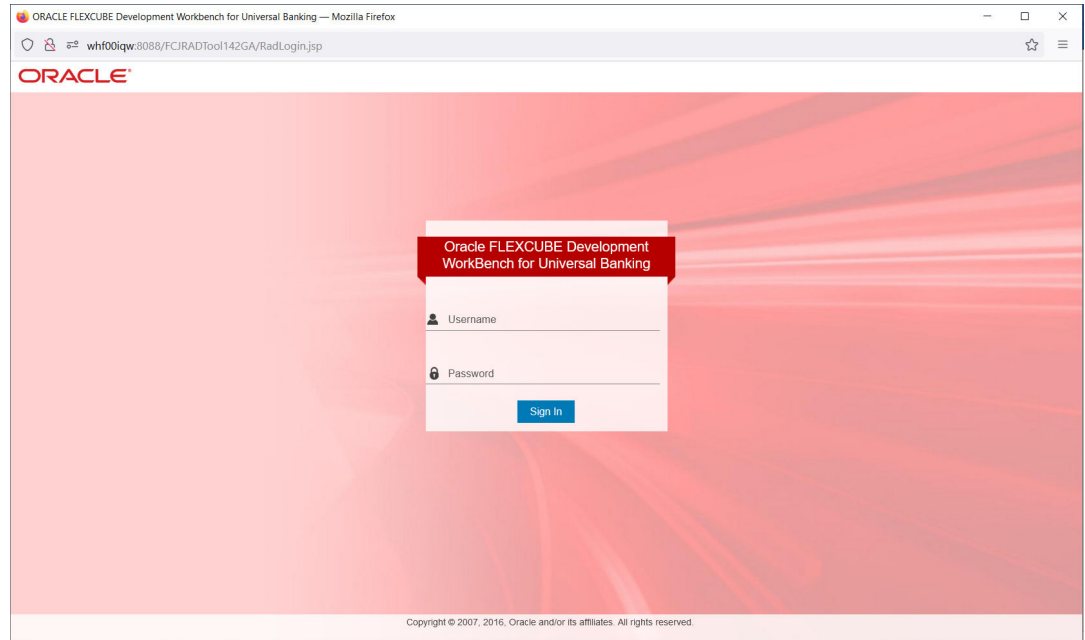 ORACLE FLEXCUBE Development Workbench for Universal Banking — Mozilla Firefox
whf00iqw:8088/FCJRADTool142GA/RadLogin.jsp
ORACLE®
Oracle FLEXCUBE Development
WorkBench for Universal Banking
Username
Password
Sign In
Copyright © 2007, 2016, Oracle and/or its affiliates. All rights reserved.